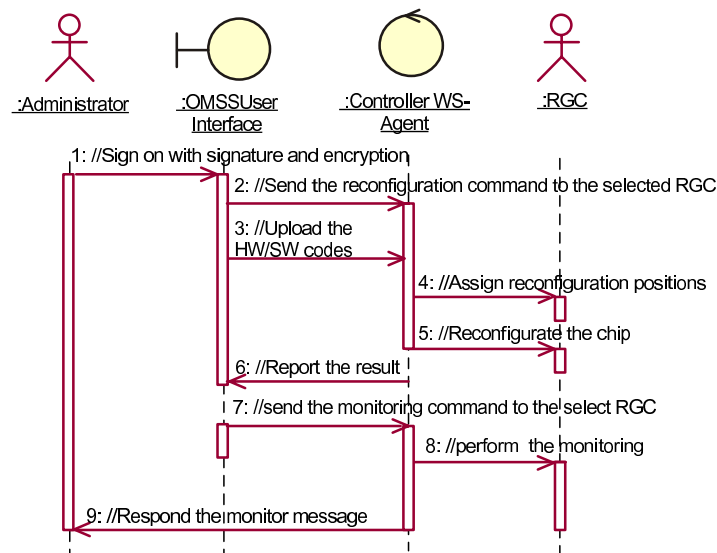 :Administrator
:OMSSUser
Interface
:Controller WS-
Agent
:RGC
1: //Sign on with signature and encryption
2: //Send the reconfiguration command to the selected RGC
3: //Upload the
HW/SW codes
4: //Assign reconfiguration positions
5: //Reconfigurate the chip
6: //Report the result
7: //send the monitoring command to the select RGC
8: //perform the monitoring
9: //Respond the monitor message